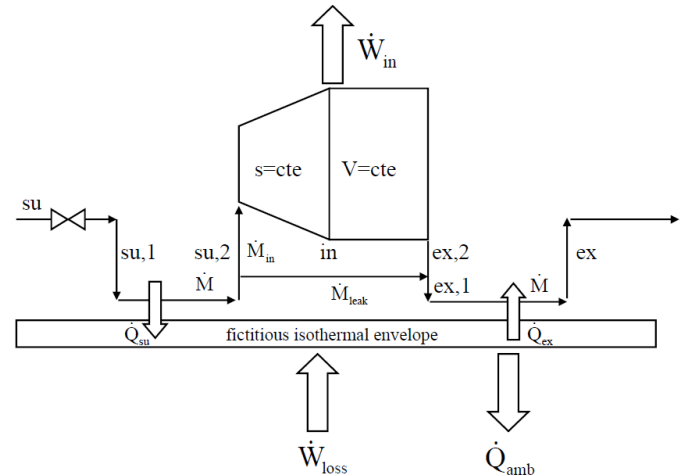 Ẇin
s=cte V=cte
su
su,1 su,2 Ṁin in ex,2 ex
Ṁ Ṁleak ex,1 Ṁ
Q̇su fictitious isothermal envelope Q̇ex
Ẇloss Q̇amb